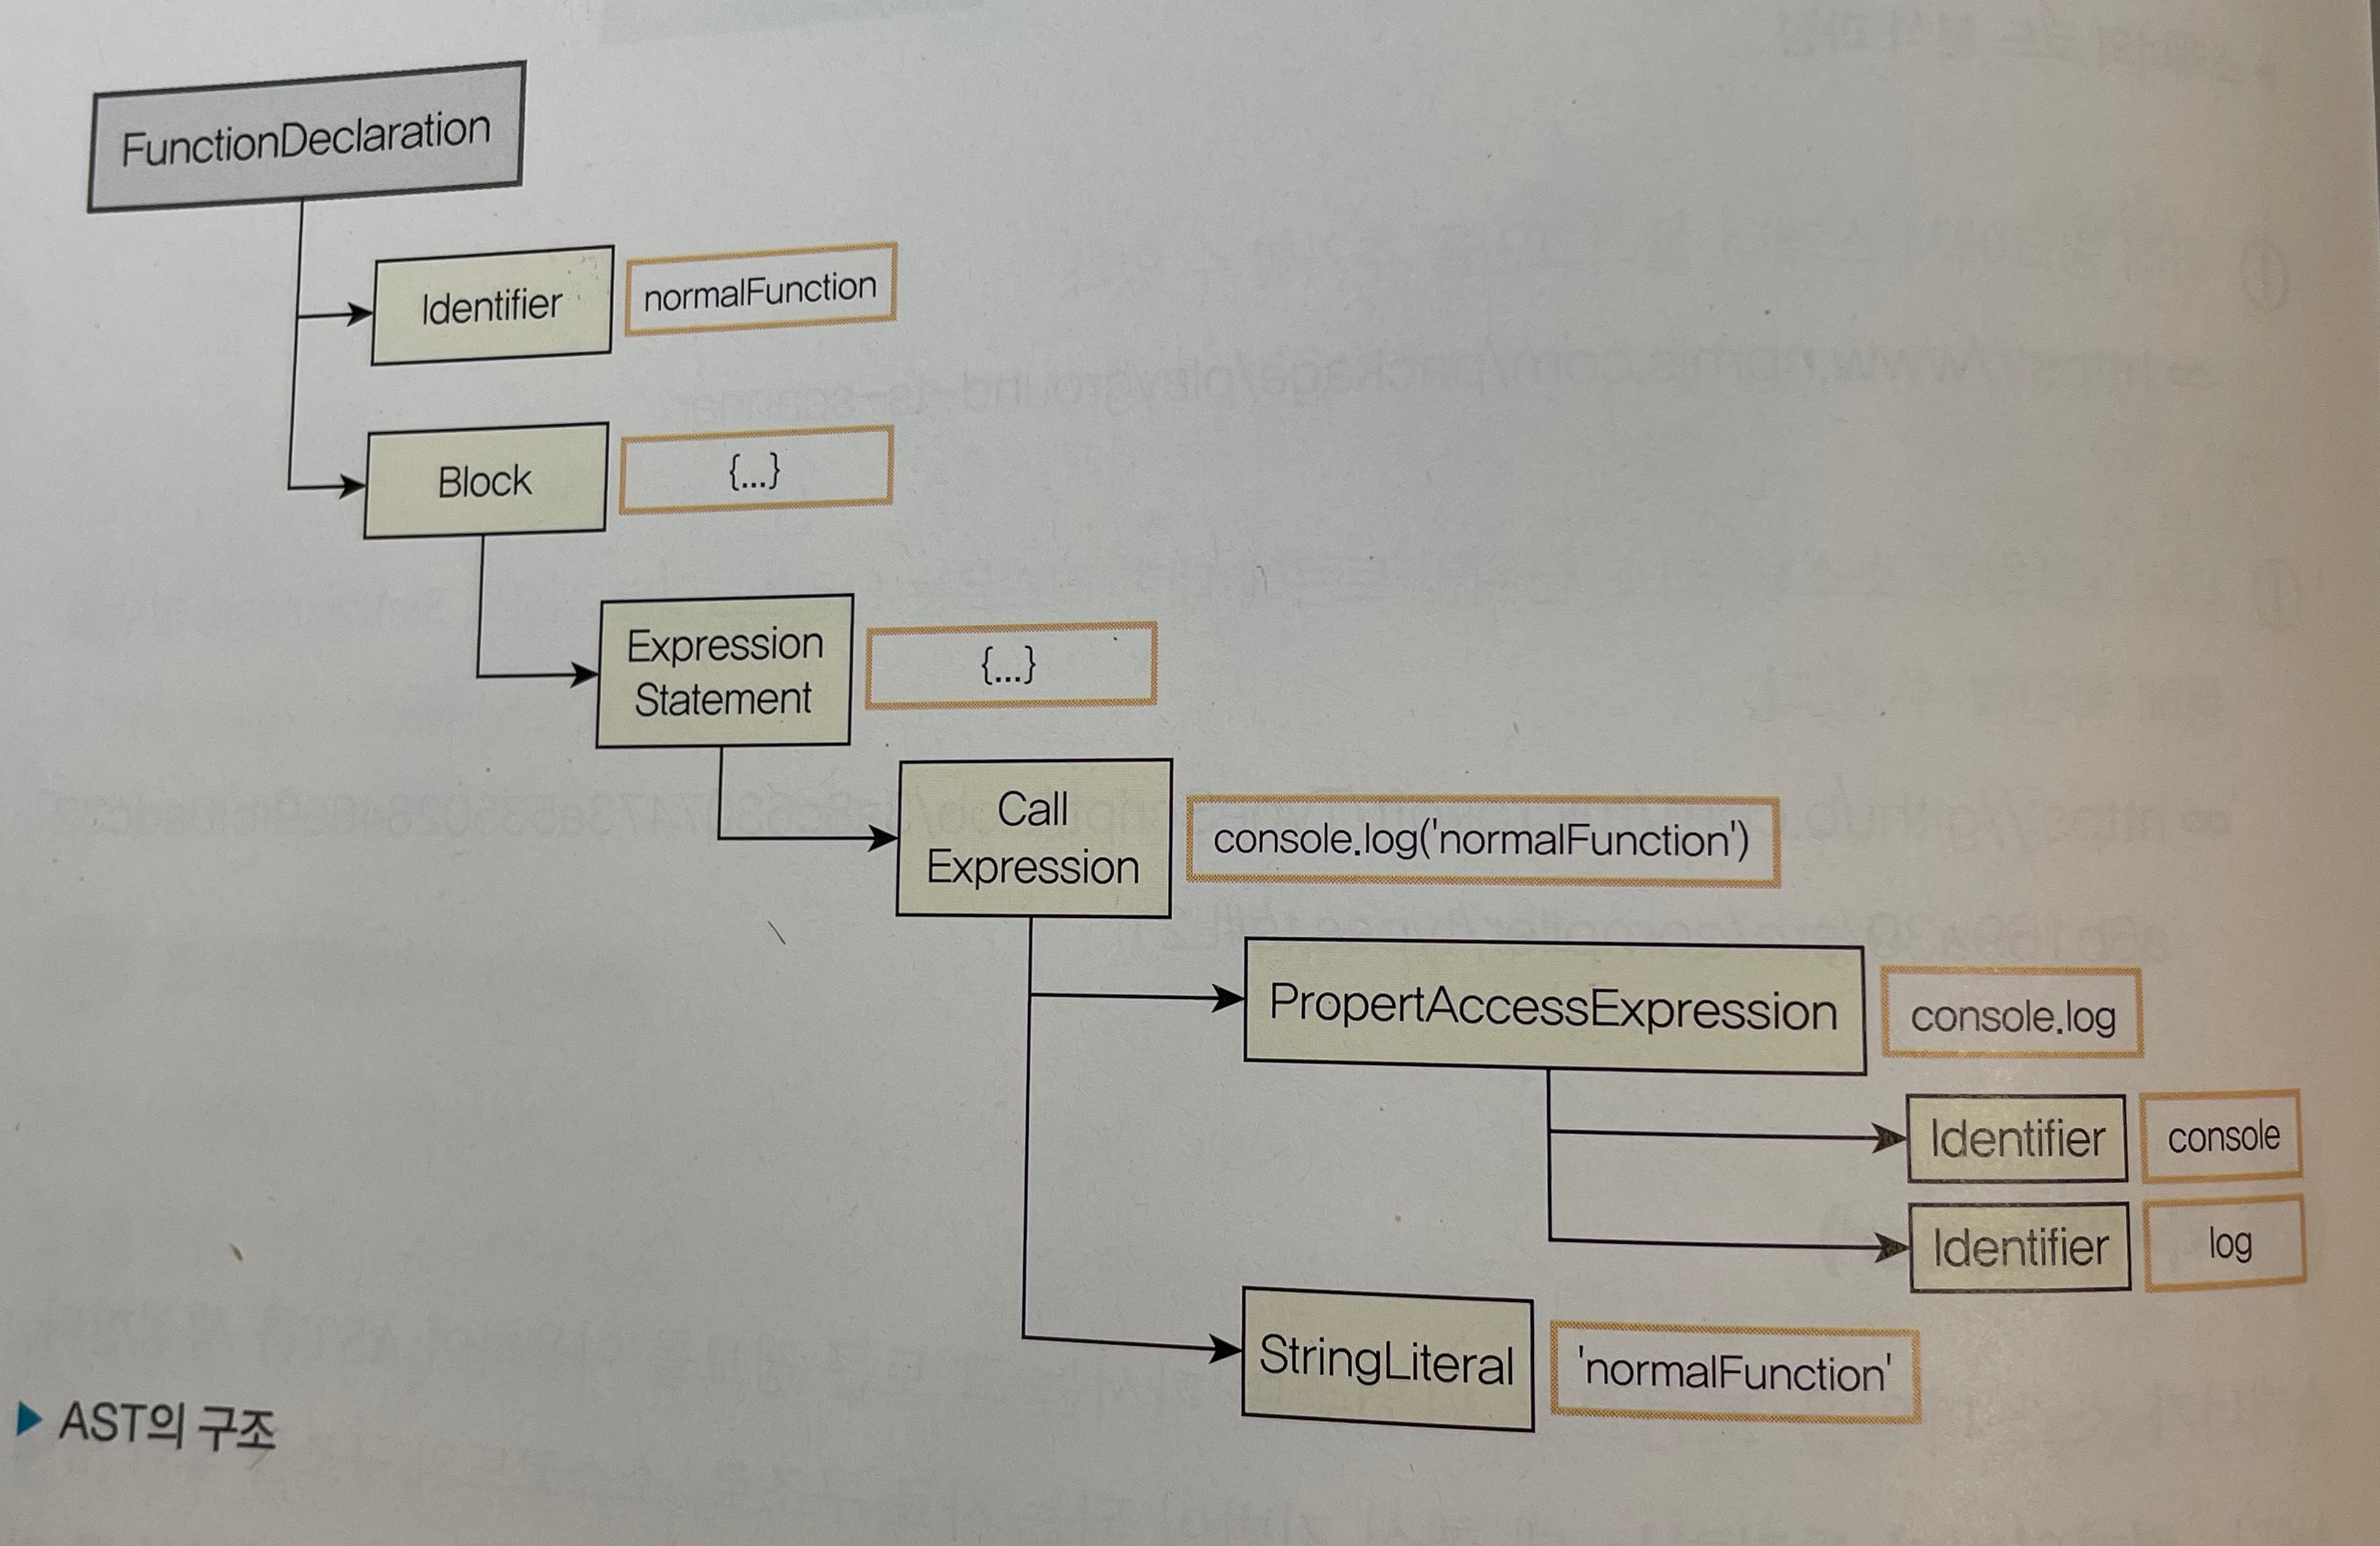 FunctionDeclaration
Identifier
normalFunction
Block
{...}
Expression
Statement
{...}
Call
Expression
console.log('normalFunction')
PropertAccessExpression
console.log
Identifier
console
Identifier
log
StringLiteral
'normalFunction'
▶ AST의 구조